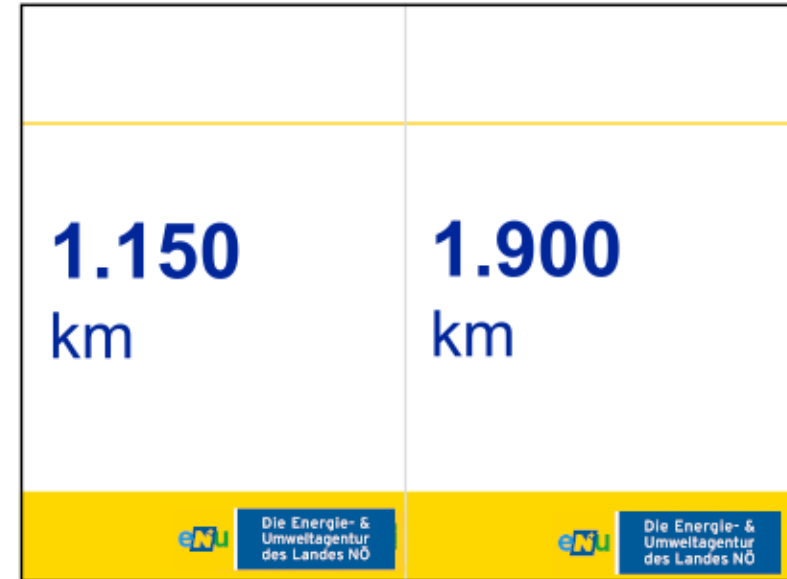 1.150
km
eNu
Die Energie- &
Umweltagentur
des Landes NÖ
1.900
km
eNu
Die Energie- &
Umweltagentur
des Landes NÖ